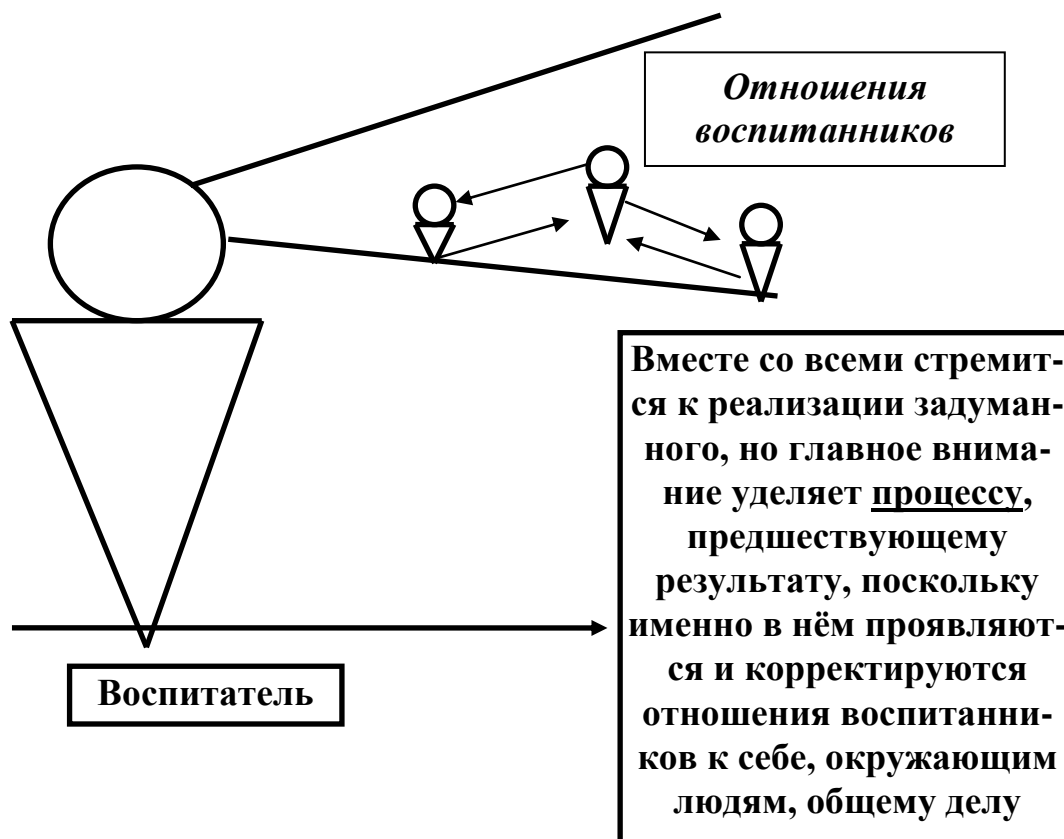 Отношения
воспитанников
Вместе со всеми стремит-
ся к реализации задуман-
ного, но главное внима-
ние уделяет процессу,
предшествующему
результату, поскольку
именно в нём проявляют-
ся и корректируются
отношения воспитанни-
ков к себе, окружающим
людям, общему делу
Воспитатель